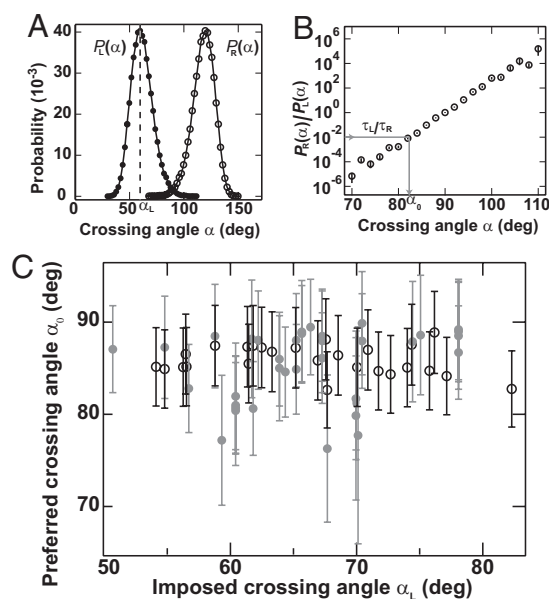 A
P_L(α)
P_R(α)
Probability (10^-3)
40
30
20
10
0
50
100
150
α_L
Crossing angle α (deg)
B
P_R(α)/P_L(α)
10^6
10^4
10^2
10^0
10^-2
10^-4
10^-6
τ_L/τ_R
70
80
90
100
110
α_0
Crossing angle α (deg)
C
Preferred crossing angle α_0 (deg)
90
80
70
50
60
70
80
Imposed crossing angle α_L (deg)